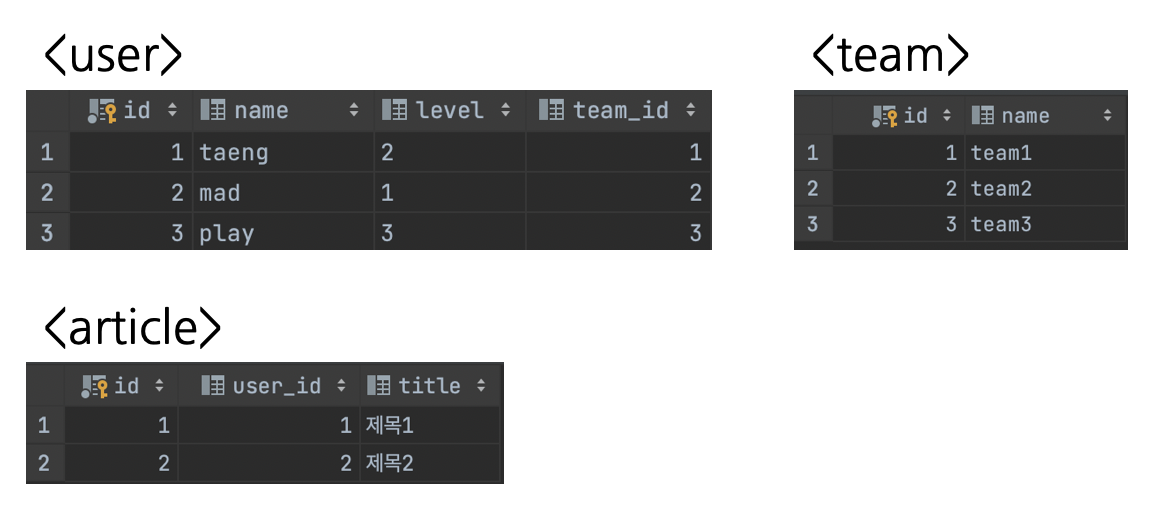 <user>
id name level team_id
1 1 taeng 2 1
2 2 mad 1 2
3 3 play 3 3
<team>
id name
1 1 team1
2 2 team2
3 3 team3
<article>
id user_id title
1 1 1 제목1
2 2 2 제목2